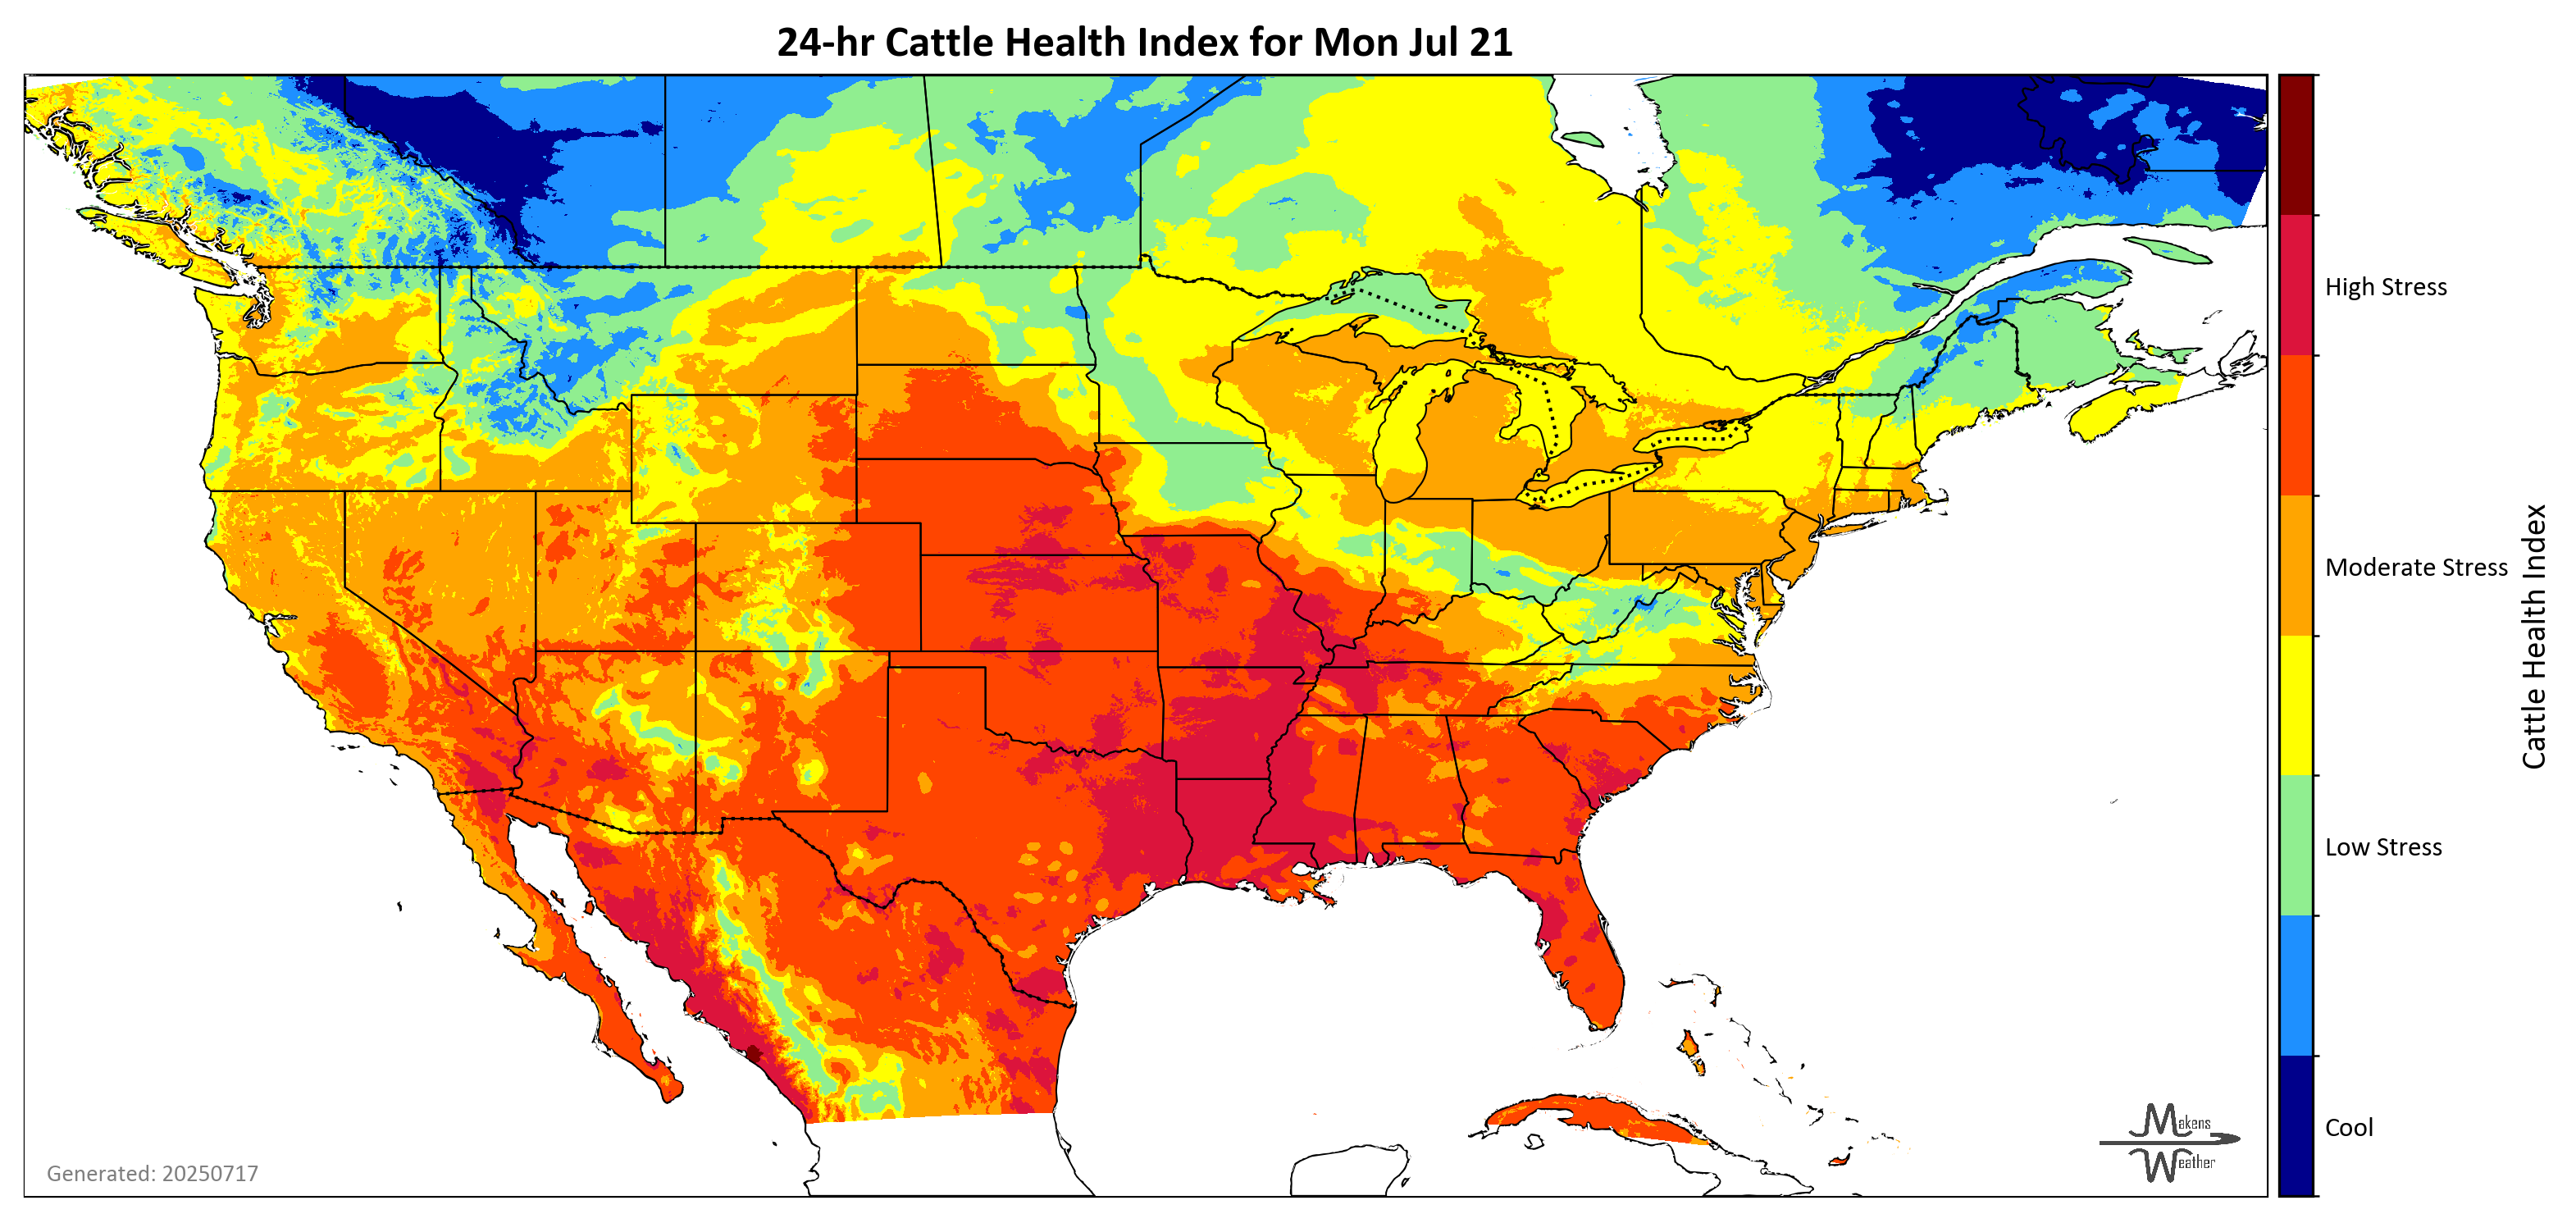 24-hr Cattle Health Index for Mon Jul 21
High Stress
Moderate Stress
Low Stress
Cool
Cattle Health Index
Makens
Weather
Generated: 20250717